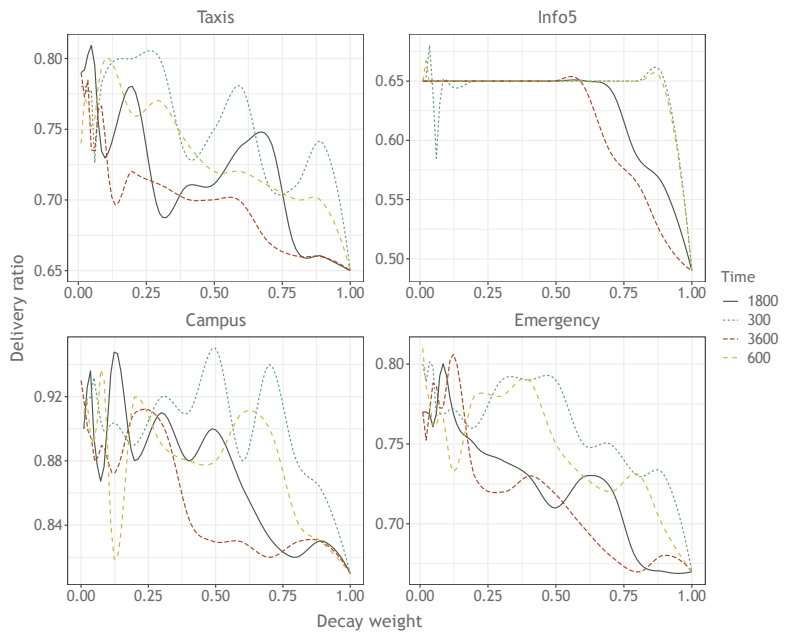 Taxis
Info5
0.80
0.75
0.70
0.65
0.65
0.60
0.55
0.50
0.00 0.25 0.50 0.75 1.00
0.00 0.25 0.50 0.75 1.00
Campus
Emergency
0.92
0.88
0.84
0.80
0.75
0.70
0.00 0.25 0.50 0.75 1.00
0.00 0.25 0.50 0.75 1.00
Delivery ratio
Decay weight
Time
1800
300
3600
600